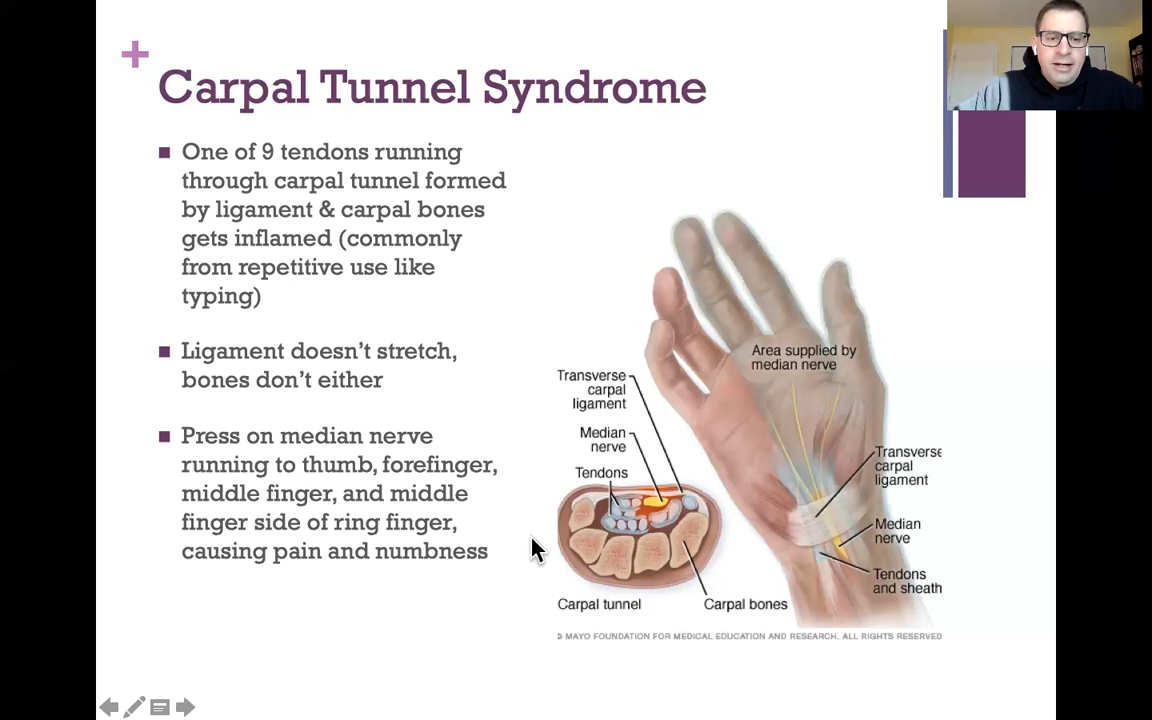 Carpal Tunnel Syndrome
One of 9 tendons running
through carpal tunnel formed
by ligament & carpal bones
gets inflamed (commonly
from repetitive use like
typing)
Ligament doesn’t stretch,
bones don’t either
Press on median nerve
running to thumb, forefinger,
middle finger, and middle
finger side of ring finger,
causing pain and numbness
Area supplied by
median nerve
Transverse
carpal
ligament
Median
nerve
Tendons
Transverse
carpal
ligament
Median
nerve
Tendons
and sheath
Carpal tunnel
Carpal bones
© MAYO FOUNDATION FOR MEDICAL EDUCATION AND RESEARCH. ALL RIGHTS RESERVED